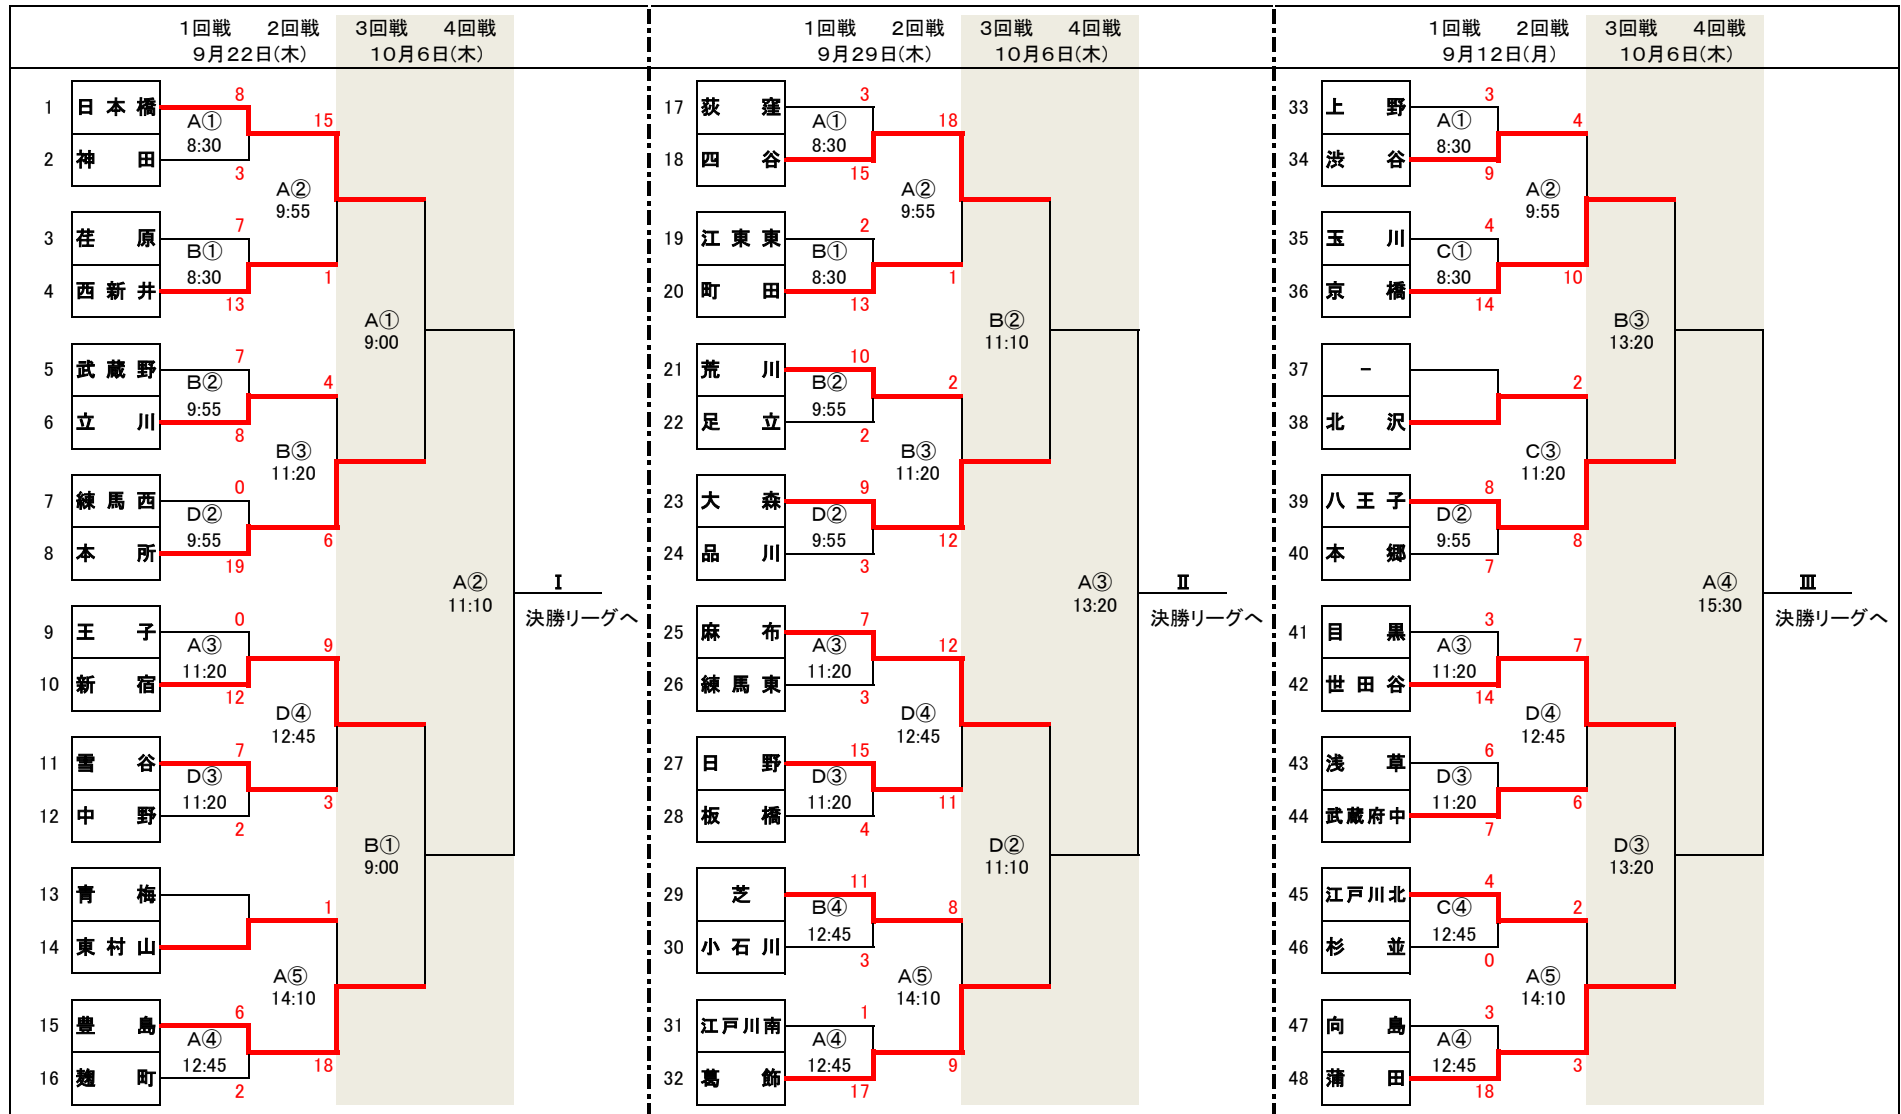 1回戦 2回戦 3回戦 4回戦
9月22日(木) 10月6日(木)
1 日本橋 8
A① 8:30 15
2 神田 3
A② 9:55
3 荏原 7
B① 8:30
4 西新井 13 1
A① 9:00
5 武蔵野 7
B② 9:55 4
6 立川 8
B③ 11:20
7 練馬西 0
D② 9:55
8 本所 19 6
A② 11:10
Ⅰ
決勝リーグへ
9 王子 0
A③ 11:20 9
10 新宿 12
D④ 12:45
11 雪谷 7
D③ 11:20
12 中野 2 3
B① 9:00
13 青梅
1
14 東村山
A⑤ 14:10
15 豊島 6
A④ 12:45
16 麹町 2 18
1回戦 2回戦 3回戦 4回戦
9月29日(木) 10月6日(木)
17 荻窪 3
A① 8:30 18
18 四谷 15
A② 9:55
19 江東東 2
B① 8:30
20 町田 13 1
B② 11:10
21 荒川 10
B② 9:55 2
22 足立 2
B③ 11:20
23 大森 9
D② 9:55
24 品川 3 12
A③ 13:20
Ⅱ
決勝リーグへ
25 麻布 7
A③ 11:20 12
26 練馬東 3
D④ 12:45
27 日野 15
D③ 11:20
28 板橋 4 11
D② 11:10
29 芝 11
B④ 12:45 8
30 小石川 3
A⑤ 14:10
31 江戸川南 1
A④ 12:45
32 葛飾 17 9
1回戦 2回戦 3回戦 4回戦
9月12日(月) 10月6日(木)
33 上野 3
A① 8:30 4
34 渋谷 9
A② 9:55
35 玉川 4
C① 8:30
36 京橋 14 10
B③ 13:20
37 −
2
38 北沢
C③ 11:20
39 八王子 8
D② 9:55
40 本郷 7 8
A④ 15:30
Ⅲ
決勝リーグへ
41 目黒 3
A③ 11:20 7
42 世田谷 14
D④ 12:45
43 浅草 6
D③ 11:20
44 武蔵府中 7 6
D③ 13:20
45 江戸川北 4
C④ 12:45 2
46 杉並 0
A⑤ 14:10
47 向島 3
A④ 12:45
48 蒲田 18 3